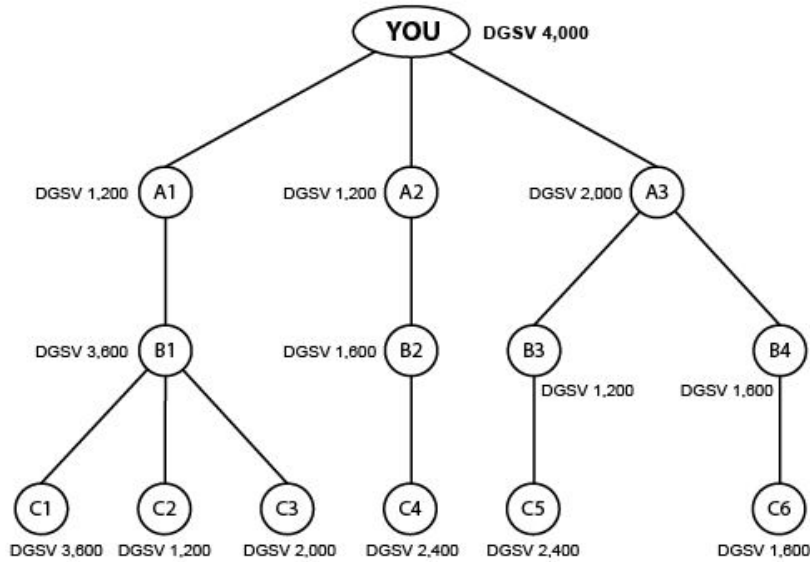 YOU DGSV 4,000
DGSV 1,200 A1 DGSV 1,200 A2 DGSV 2,000 A3
DGSV 3,600 B1 DGSV 1,600 B2 B3 B4
DGSV 1,200 DGSV 1,600
C1 C2 C3 C4 C5 C6
DGSV 3,600 DGSV 1,200 DGSV 2,000 DGSV 2,400 DGSV 2,400 DGSV 1,600